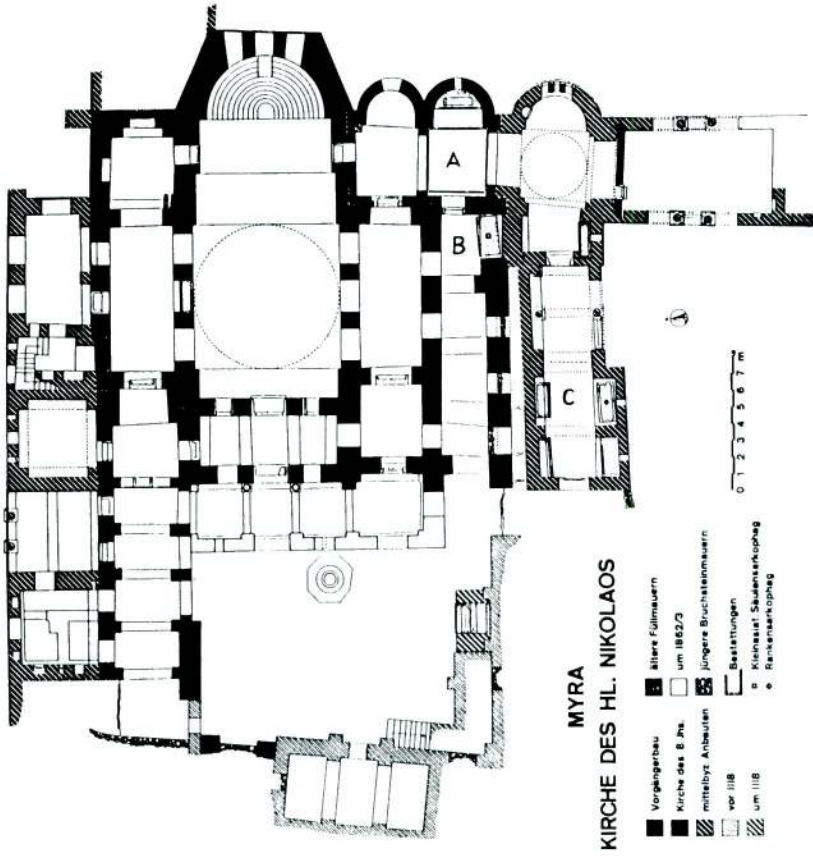 A
B
C
0 1 2 3 4 5 6 7 m
MYRA
KIRCHE DES HL. NIKOLAOS
Vorgängerbau
Kirche des 8. Jhs.
mittelbyz. Anbauten
vor 1118
um 1118
ältere Füllmauern
um 1862/3
jüngere Bruchsteinmauern
Bestattungen
Kleinasiat. Säulensarkophag
Rankensarkophag